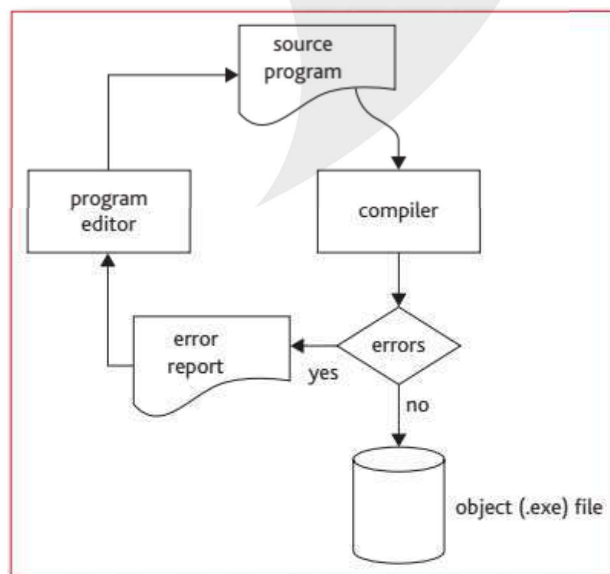 source
program
program
editor
compiler
error
report
errors
yes
no
object (.exe) file